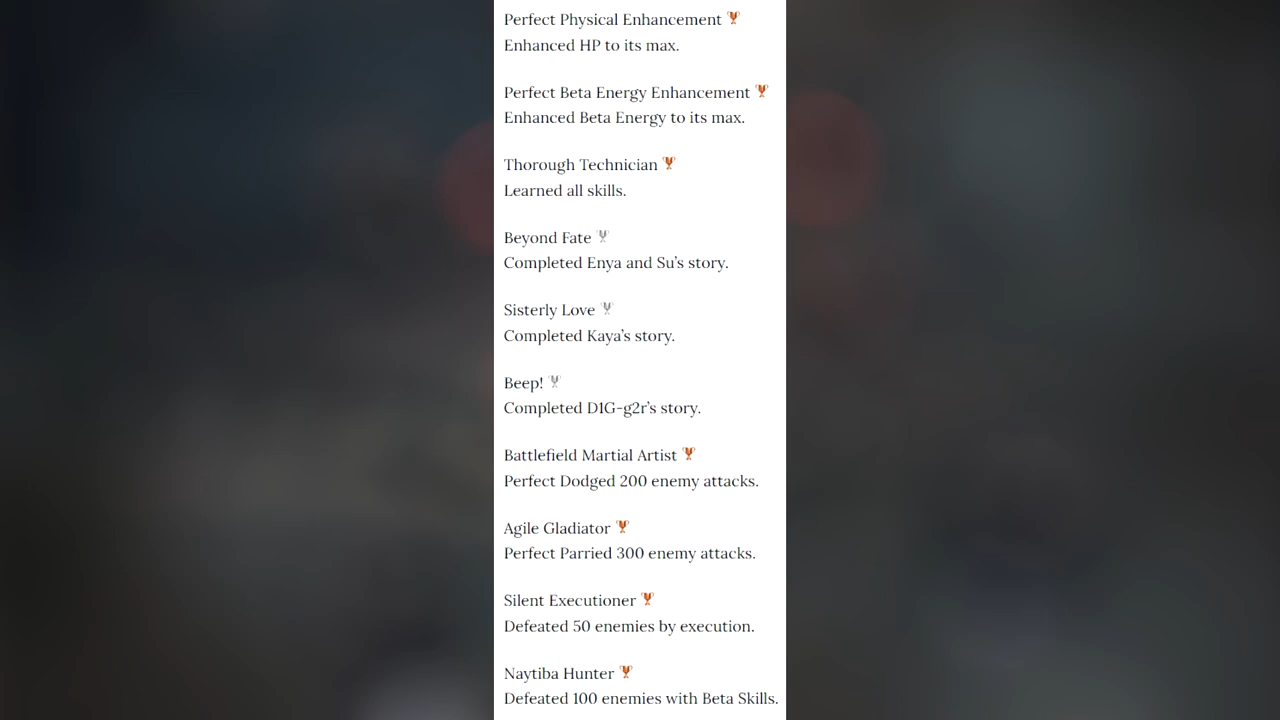 Perfect Physical Enhancement
Enhanced HP to its max.
Perfect Beta Energy Enhancement
Enhanced Beta Energy to its max.
Thorough Technician
Learned all skills.
Beyond Fate
Completed Enya and Su's story.
Sisterly Love
Completed Kaya's story.
Beep!
Completed D1G-g2r's story.
Battlefield Martial Artist
Perfect Dodged 200 enemy attacks.
Agile Gladiator
Perfect Parried 300 enemy attacks.
Silent Executioner
Defeated 50 enemies by execution.
Naytiba Hunter
Defeated 100 enemies with Beta Skills.